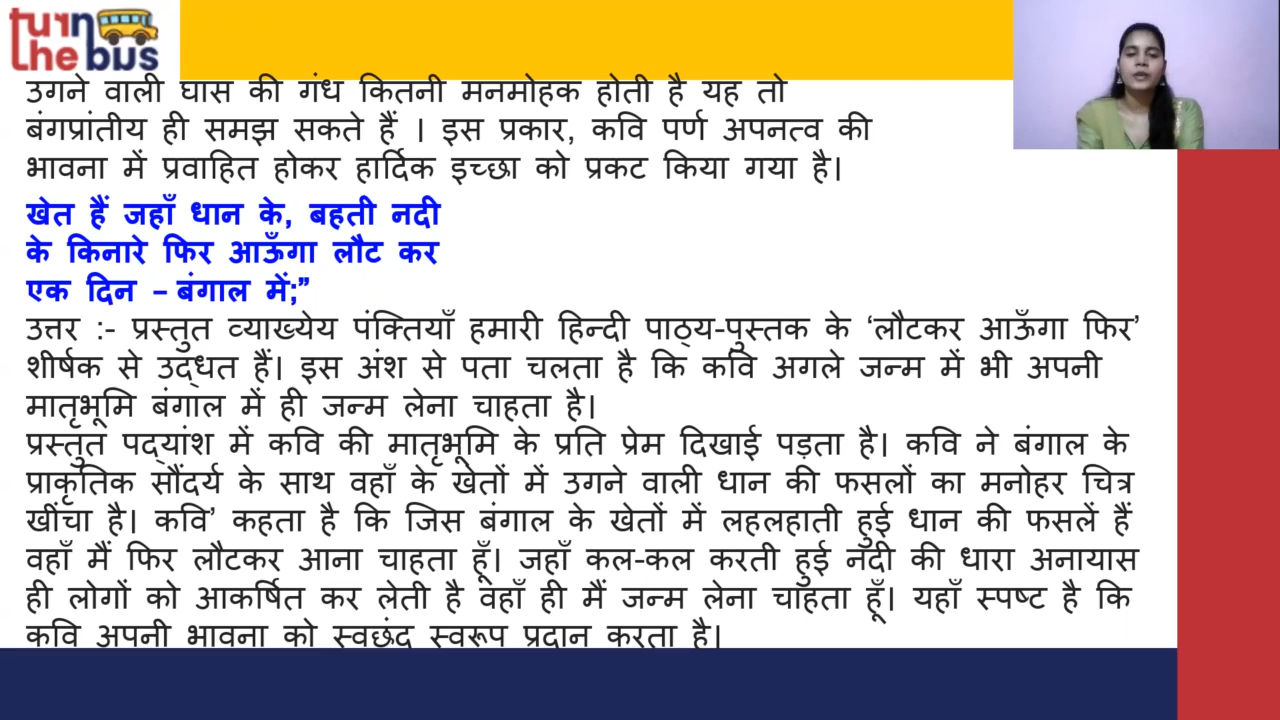 turn
the bus
उगने वाली घास की गंध कितनी मनमोहक होती है यह तो
बंगप्रांतीय ही समझ सकते हैं । इस प्रकार, कवि पर्ण अपनत्व की
भावना में प्रवाहित होकर हार्दिक इच्छा को प्रकट किया गया है।
खेत हैं जहाँ धान के, बहती नदी
के किनारे फिर आऊँगा लौट कर
एक दिन – बंगाल में;”
उत्तर :- प्रस्तुत व्याख्येय पंक्तियाँ हमारी हिन्दी पाठ्य-पुस्तक के ‘लौटकर आऊँगा फिर’
शीर्षक से उद्धत हैं। इस अंश से पता चलता है कि कवि अगले जन्म में भी अपनी
मातृभूमि बंगाल में ही जन्म लेना चाहता है।
प्रस्तुत पद्यांश में कवि की मातृभूमि के प्रति प्रेम दिखाई पड़ता है। कवि ने बंगाल के
प्राकृतिक सौंदर्य के साथ वहाँ के खेतों में उगने वाली धान की फसलों का मनोहर चित्र
खींचा है। कवि’ कहता है कि जिस बंगाल के खेतों में लहलहाती हुई धान की फसलें हैं
वहाँ मैं फिर लौटकर आना चाहता हूँ। जहाँ कल-कल करती हुई नदी की धारा अनायास
ही लोगों को आकर्षित कर लेती है वहाँ ही मैं जन्म लेना चाहता हूँ। यहाँ स्पष्ट है कि
कवि अपनी भावना को स्वछंद स्वरूप प्रदान करता है।